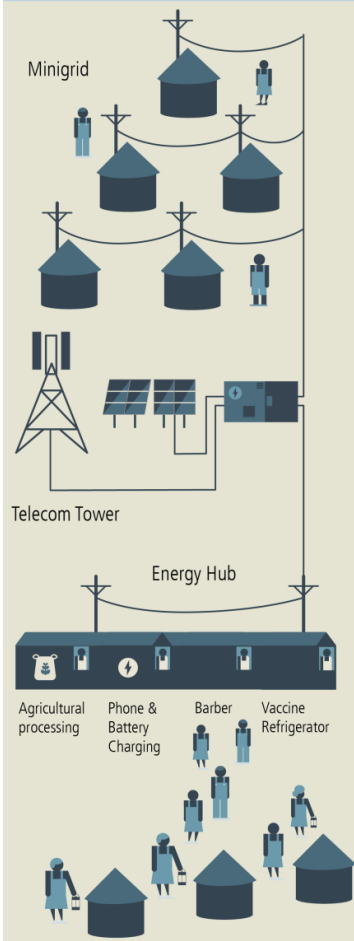 Minigrid
Telecom Tower
Energy Hub
Agricultural
processing
Phone &
Battery
Charging
Barber
Vaccine
Refrigerator